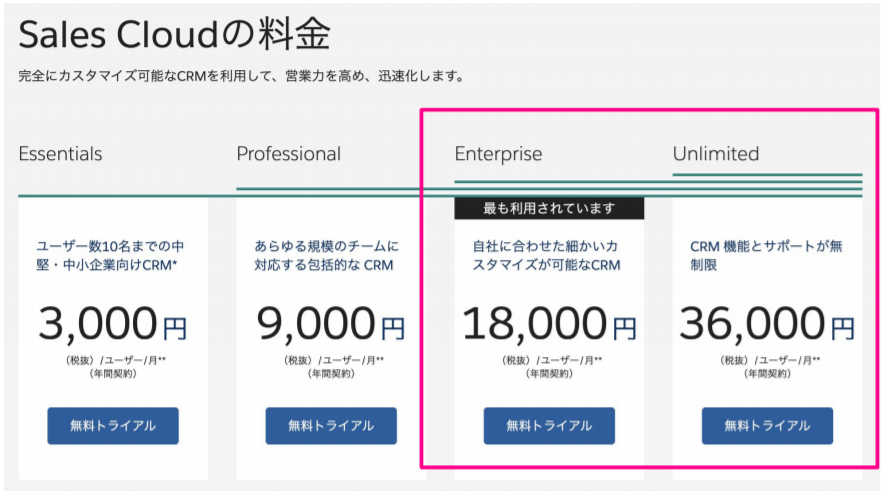 Sales Cloudの料金
完全にカスタマイズ可能なCRMを利用して、営業力を高め、迅速化します。
Essentials
ユーザー数10名までの中
堅・中小企業向けCRM*
3,000円
（税抜）/ユーザー/月**
（年間契約）
無料トライアル
Professional
あらゆる規模のチームに
対応する包括的な CRM
9,000円
（税抜）/ユーザー/月**
（年間契約）
無料トライアル
Enterprise
最も利用されています
自社に合わせた細かいカ
スタマイズが可能なCRM
18,000円
（税抜）/ユーザー/月**
（年間契約）
無料トライアル
Unlimited
CRM 機能とサポートが無
制限
36,000円
（税抜）/ユーザー/月**
（年間契約）
無料トライアル